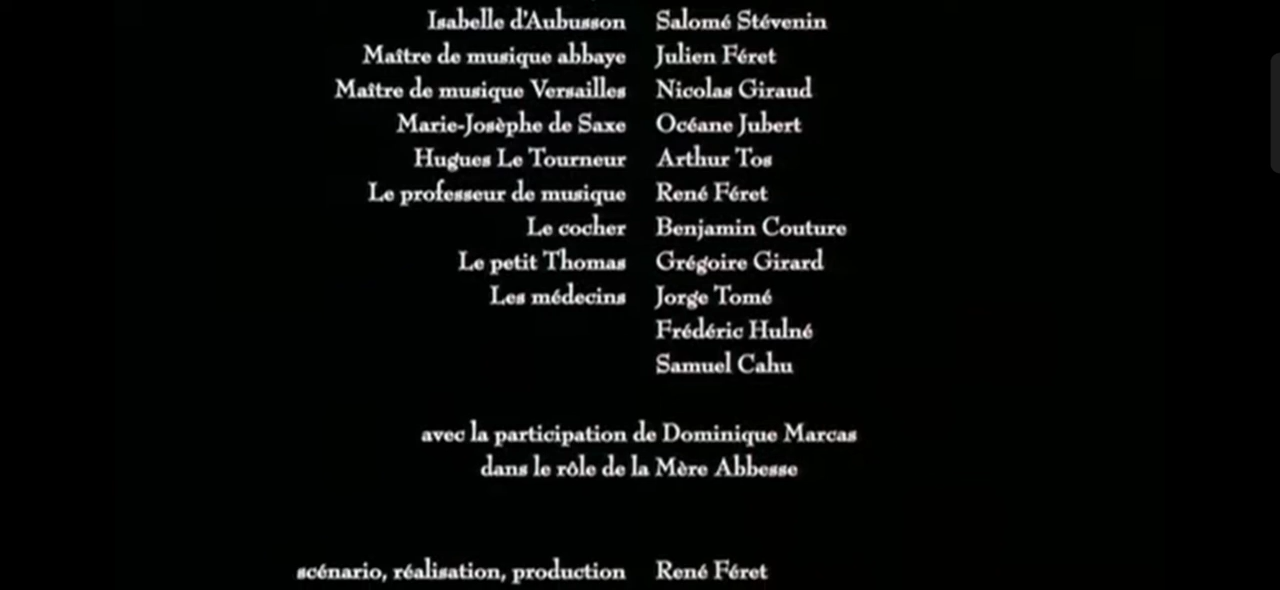 Isabelle d'Aubusson Salomé Stévenin
Maître de musique abbaye Julien Féret
Maître de musique Versailles Nicolas Giraud
Marie-Josèphe de Saxe Océane Jubert
Hugues Le Tourneur Arthur Tos
Le professeur de musique René Féret
Le cocher Benjamin Couture
Le petit Thomas Grégoire Girard
Les médecins Jorge Tomé
Frédéric Hulné
Samuel Cahu
avec la participation de Dominique Marcas
dans le rôle de la Mère Abbesse
scénario, réalisation, production René Féret